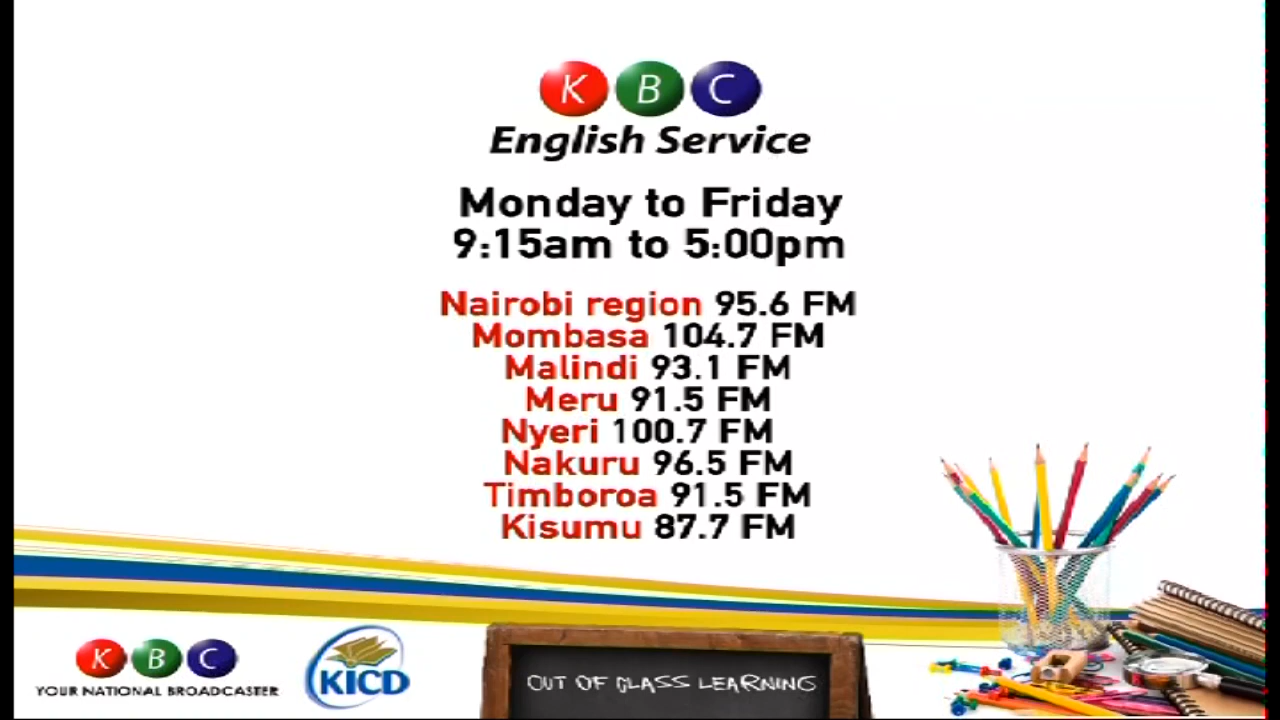 K B C
English Service
Monday to Friday
9:15am to 5:00pm
Nairobi region 95.6 FM
Mombasa 104.7 FM
Malindi 93.1 FM
Meru 91.5 FM
Nyeri 100.7 FM
Nakuru 96.5 FM
Timboroa 91.5 FM
Kisumu 87.7 FM
K B C
YOUR NATIONAL BROADCASTER
KICD
OUT OF CLASS LEARNING